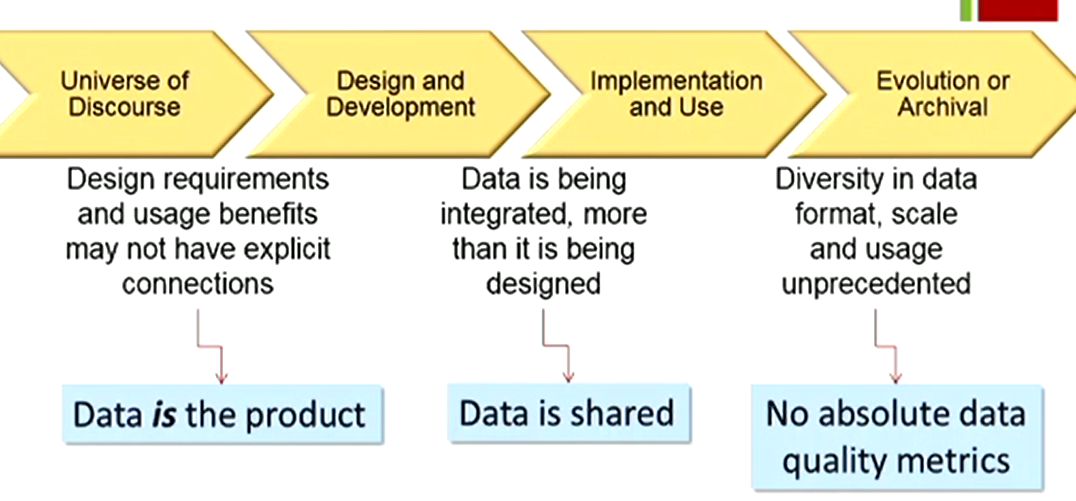 Universe of
Discourse
Design and
Development
Implementation
and Use
Evolution or
Archival
Design requirements
and usage benefits
may not have explicit
connections
Data is being
integrated, more
than it is being
designed
Diversity in data
format, scale
and usage
unprecedented
Data is the product
Data is shared
No absolute data
quality metrics